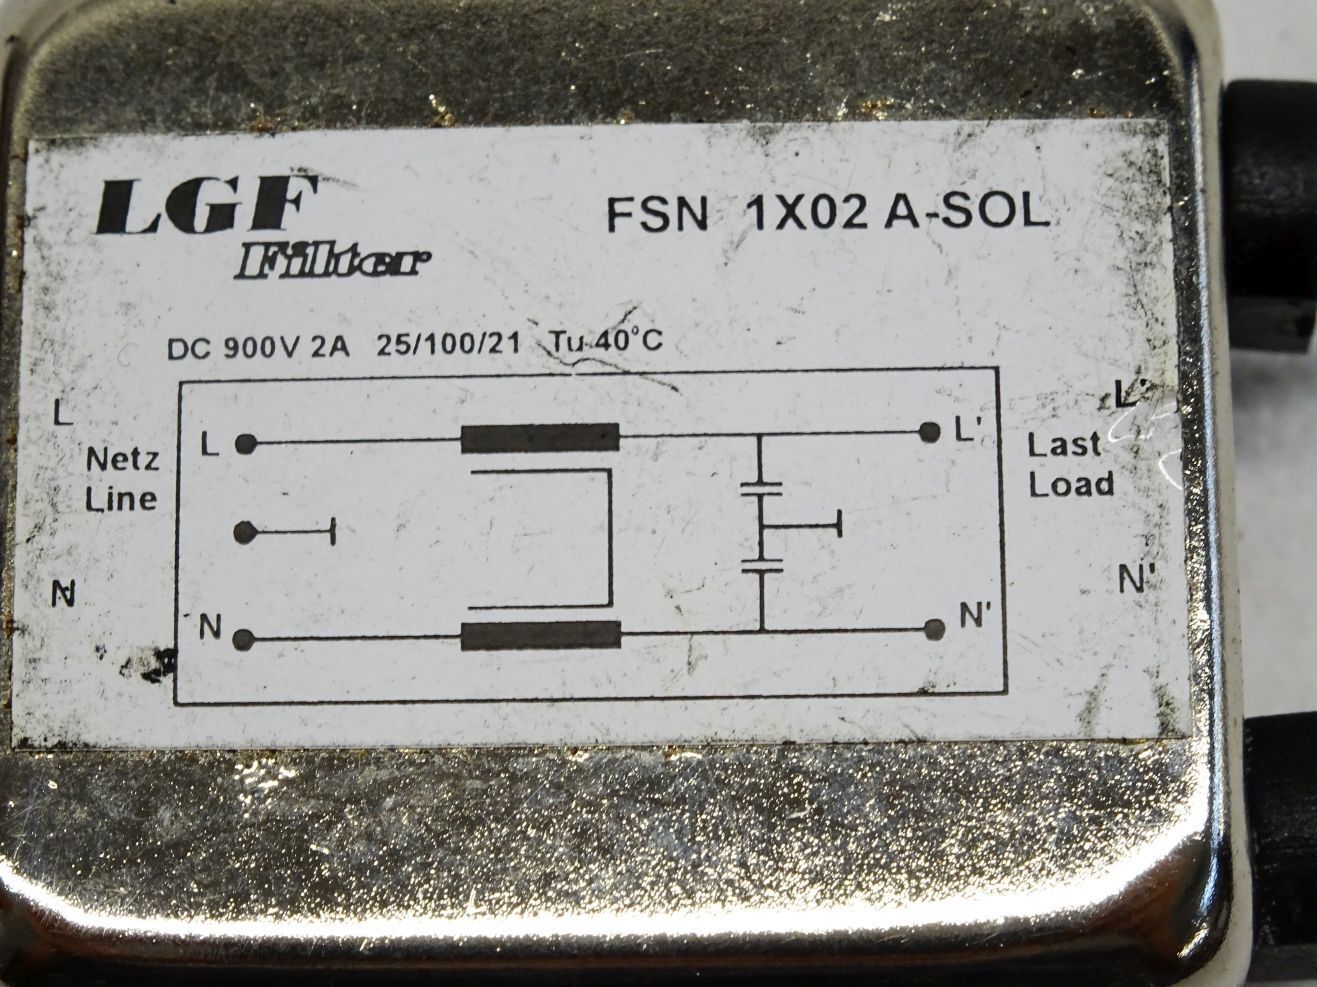 LGF
Filter
FSN 1X02 A-SOL
DC 900V 2A 25/100/21 Tu 40°C
L
Netz
Line
N
L
N
L'
N'
Last
Load
L'
N'